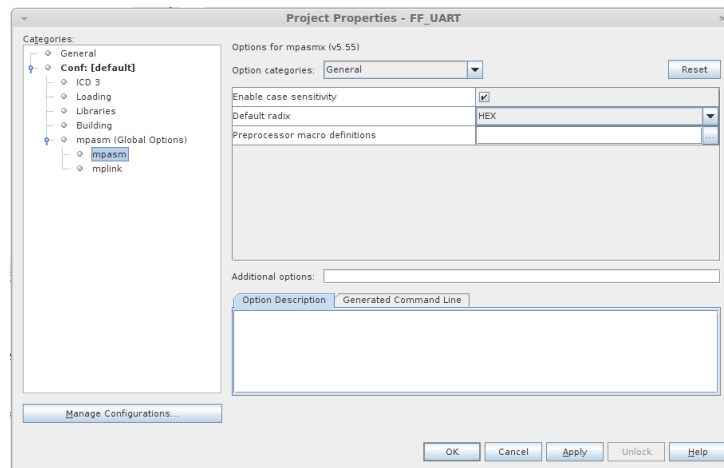 Project Properties - FF_UART
Categories:
General
Conf: [default]
ICD 3
Loading
Libraries
Building
mpasm (Global Options)
mpasm
mplink
Manage Configurations...
Options for mpasmx (v5.55)
Option categories: General
Reset
Enable case sensitivity
Default radix HEX
Preprocessor macro definitions ...
Additional options:
Option Description Generated Command Line
OK Cancel Apply Unlock Help